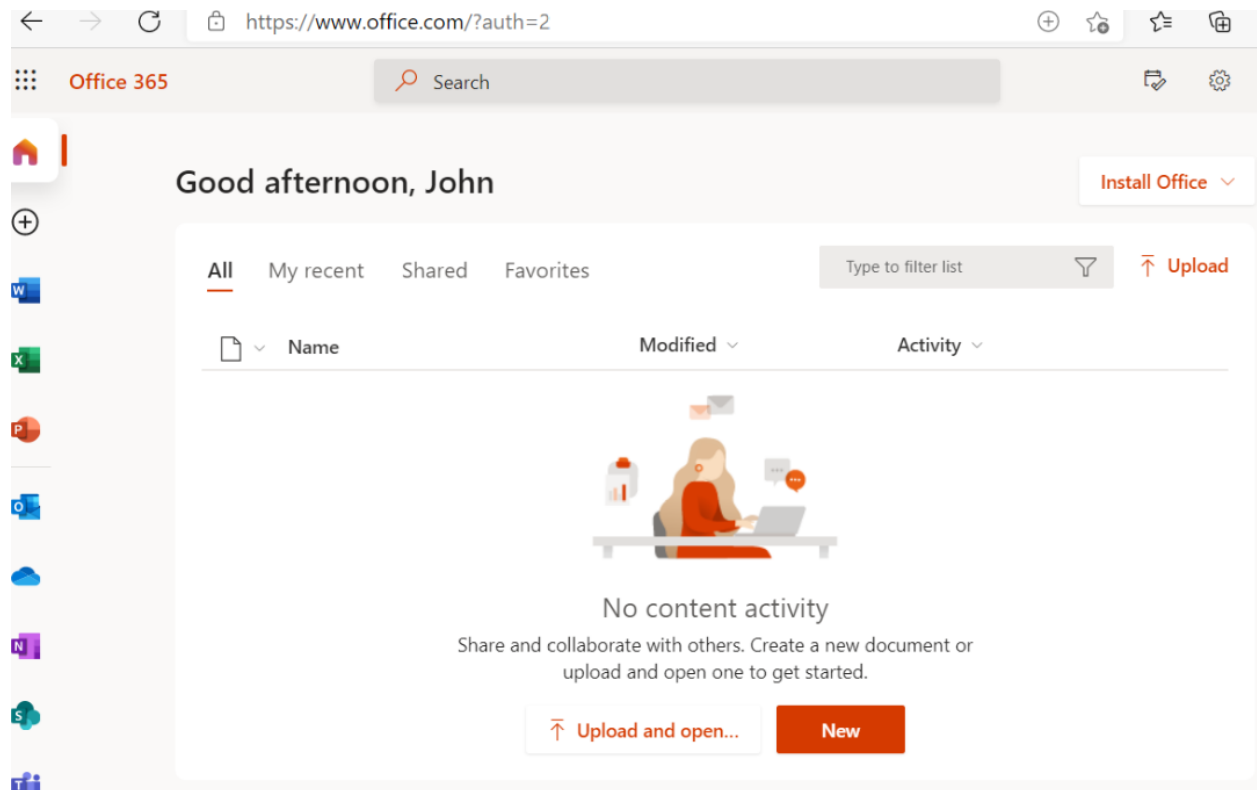 https://www.office.com/?auth=2
Office 365
Search
Good afternoon, John
Install Office
All My recent Shared Favorites
Type to filter list
Upload
Name Modified Activity
W
X
P
O
N
S
T
No content activity
Share and collaborate with others. Create a new document or
upload and open one to get started.
Upload and open...
New